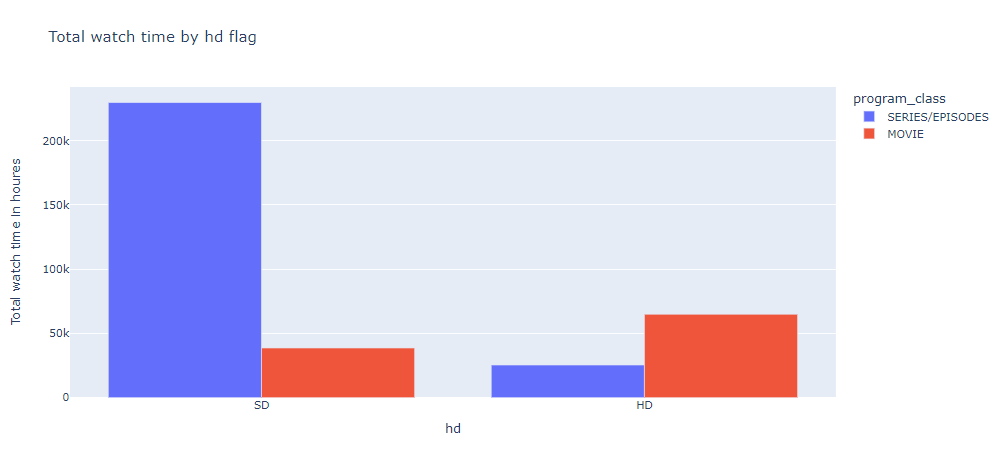 Total watch time by hd flag
program_class
SERIES/EPISODES
MOVIE
Total watch time In houres
200k
150k
100k
50k
0
SD
HD
hd